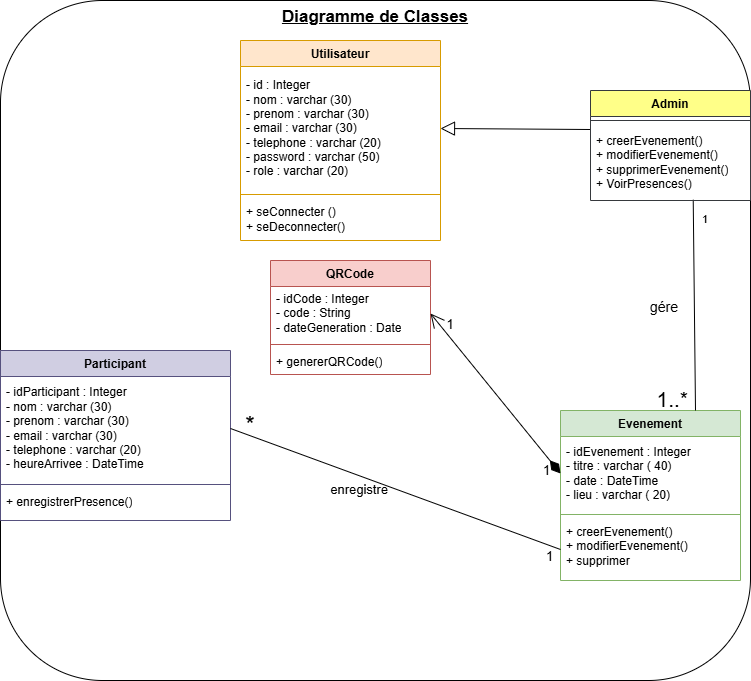 Diagramme de Classes
Utilisateur
- id : Integer
- nom : varchar (30)
- prenom : varchar (30)
- email : varchar (30)
- telephone : varchar (20)
- password : varchar (50)
- role : varchar (20)
+ seConnecter ()
+ seDeconnecter()
Admin
+ creerEvenement()
+ modifierEvenement()
+ supprimerEvenement()
+ VoirPresences()
1
gére
1..*
QRCode
- idCode : Integer
- code : String
- dateGeneration : Date
+ genererQRCode()
1
1
Participant
- idParticipant : Integer
- nom : varchar (30)
- prenom : varchar (30)
- email : varchar (30)
- telephone : varchar (20)
- heureArrivee : DateTime
+ enregistrerPresence()
*
enregistre
1
Evenement
- idEvenement : Integer
- titre : varchar ( 40)
- date : DateTime
- lieu : varchar ( 20)
+ creerEvenement()
+ modifierEvenement()
+ supprimer